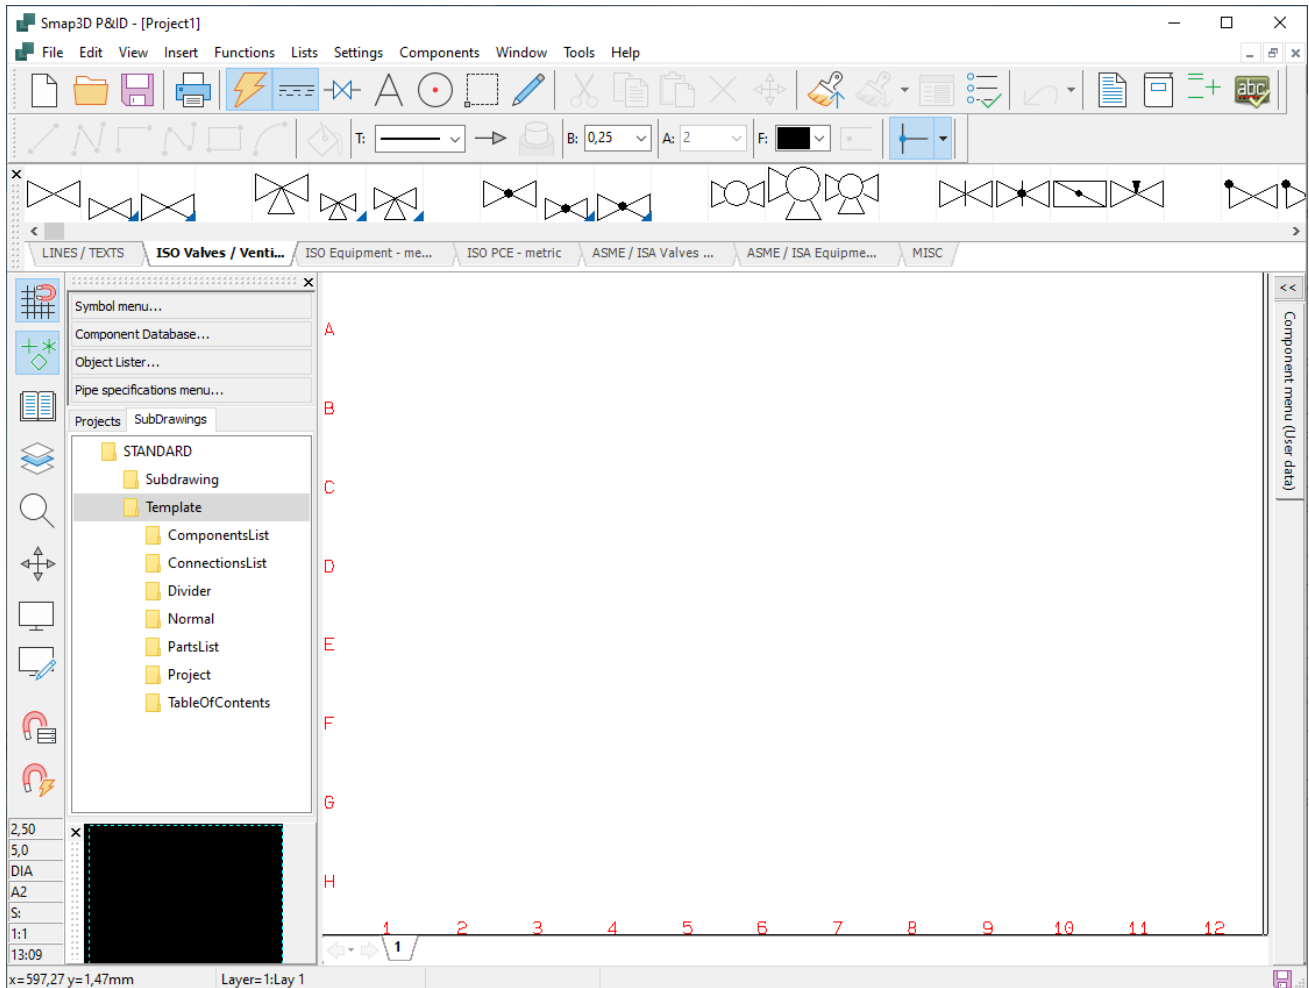 Smap3D P&ID - [Project1]
File Edit View Insert Functions Lists Settings Components Window Tools Help
abc
T: B: 0,25 A: 2 F:
LINES / TEXTS ISO Valves / Venti... ISO Equipment - me... ISO PCE - metric ASME / ISA Valves ... ASME / ISA Equipme... MISC
Symbol menu...
Component Database...
Object Lister...
Pipe specifications menu...
Projects SubDrawings
STANDARD
Subdrawing
Template
ComponentsList
ConnectionsList
Divider
Normal
PartsList
Project
TableOfContents
A
B
C
D
E
F
G
H
1 2 3 4 5 6 7 8 9 10 11 12
1
<<
Component menu (User data)
2,50
5,0
DIA
A2
S:
1:1
13:09
x=597,27 y=1,47mm Layer=1:Lay 1